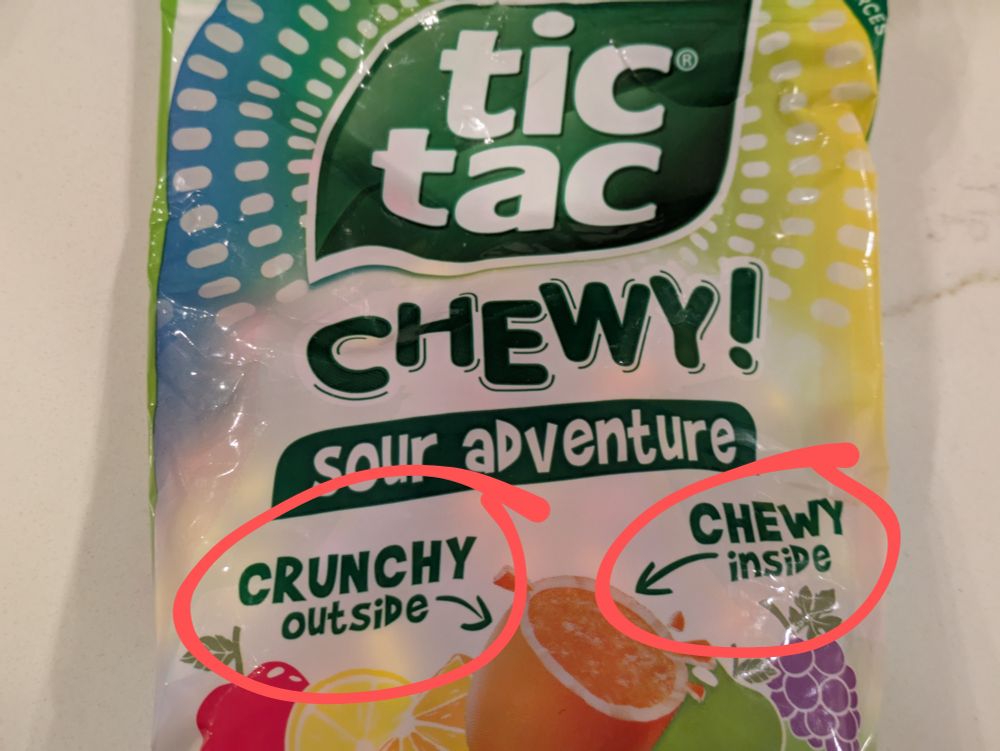 tic®
tac
CHEWY!
sour adventure
CRUNCHY
outside
CHEWY
inside